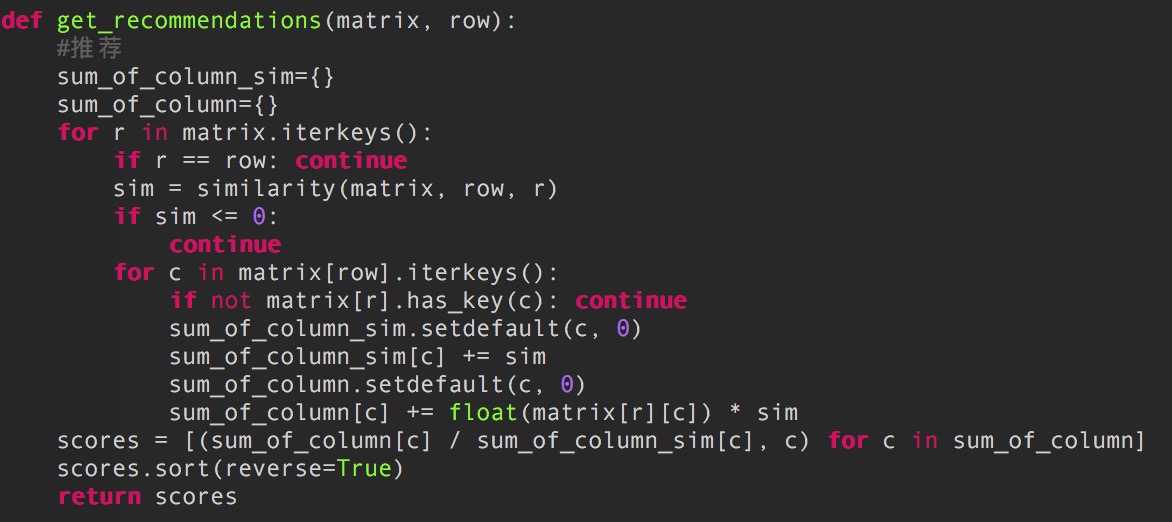 def get_recommendations(matrix, row):
    #推荐
    sum_of_column_sim={}
    sum_of_column={}
    for r in matrix.iterkeys():
        if r == row: continue
        sim = similarity(matrix, row, r)
        if sim <= 0:
            continue
        for c in matrix[row].iterkeys():
            if not matrix[r].has_key(c): continue
            sum_of_column_sim.setdefault(c, 0)
            sum_of_column_sim[c] += sim
            sum_of_column.setdefault(c, 0)
            sum_of_column[c] += float(matrix[r][c]) * sim
    scores = [(sum_of_column[c] / sum_of_column_sim[c], c) for c in sum_of_column]
    scores.sort(reverse=True)
    return scores